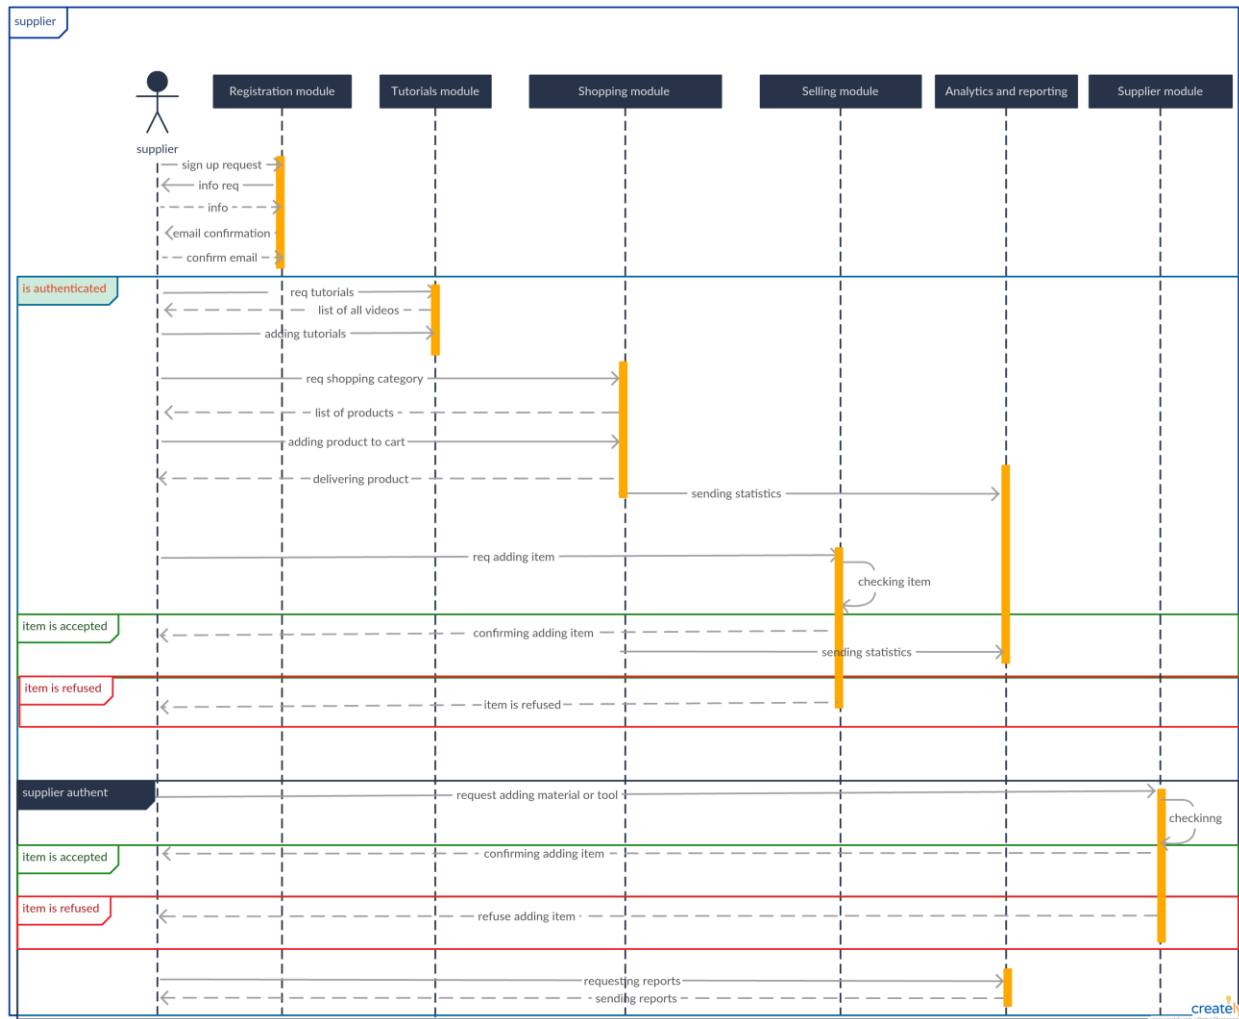 supplier
Registration module
Tutorials module
Shopping module
Selling module
Analytics and reporting
Supplier module
supplier
sign up request
info req
info
email confirmation
confirm email
is authenticated
req tutorials
list of all videos
adding tutorials
req shopping category
list of products
adding product to cart
delivering product
sending statistics
req adding item
checking item
item is accepted
confirming adding item
sending statistics
item is refused
item is refused
supplier authent
request adding material or tool
checkinng
item is accepted
confirming adding item
item is refused
refuse adding item
requesting reports
sending reports
creately